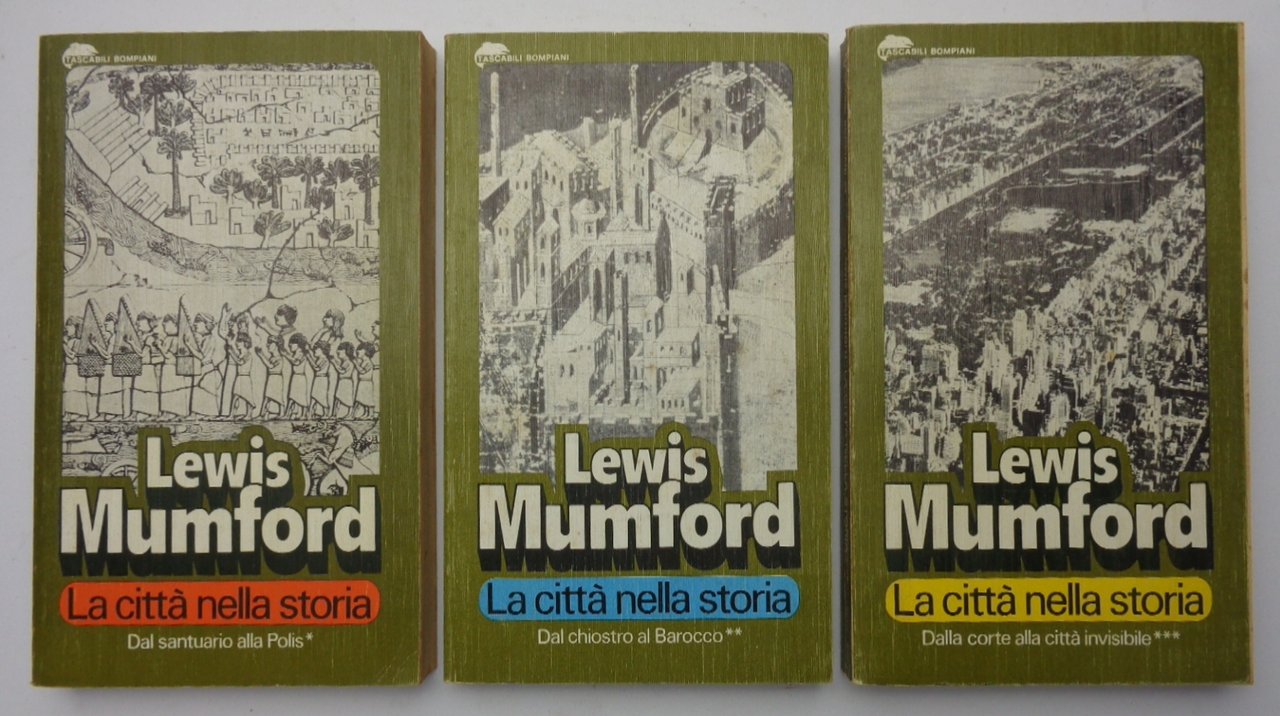 TASCABILI BOMPIANI
Lewis
Mumford
La città nella storia
Dal santuario alla Polis*
TASCABILI BOMPIANI
Lewis
Mumford
La città nella storia
Dal chiostro al Barocco**
TASCABILI BOMPIANI
Lewis
Mumford
La città nella storia
Dalla corte alla città invisibile***